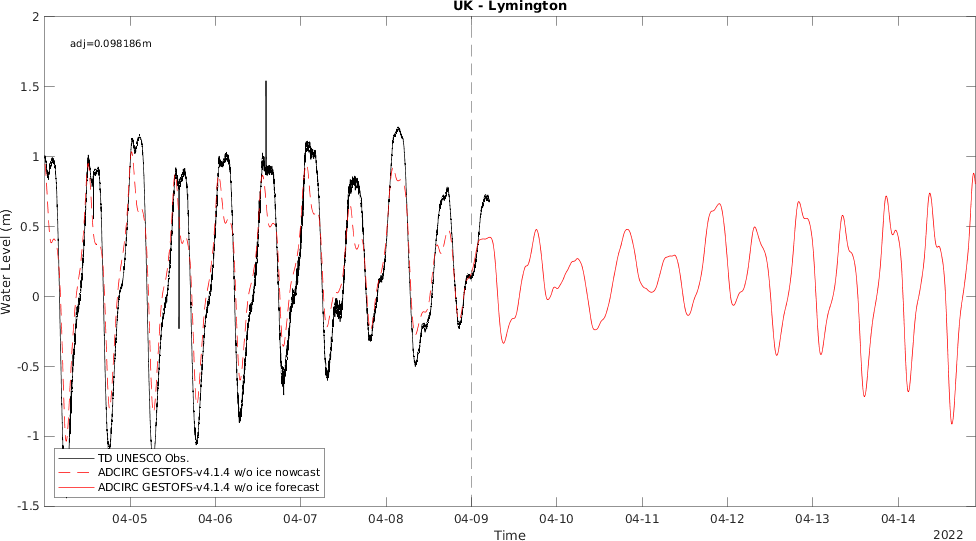 UK - Lymington
adj=0.098186m
Water Level (m)
2
1.5
1
0.5
0
-0.5
-1
-1.5
TD UNESCO Obs.
ADCIRC GESTOFS-v4.1.4 w/o ice nowcast
ADCIRC GESTOFS-v4.1.4 w/o ice forecast
04-05 04-06 04-07 04-08 04-09 04-10 04-11 04-12 04-13 04-14
Time
2022